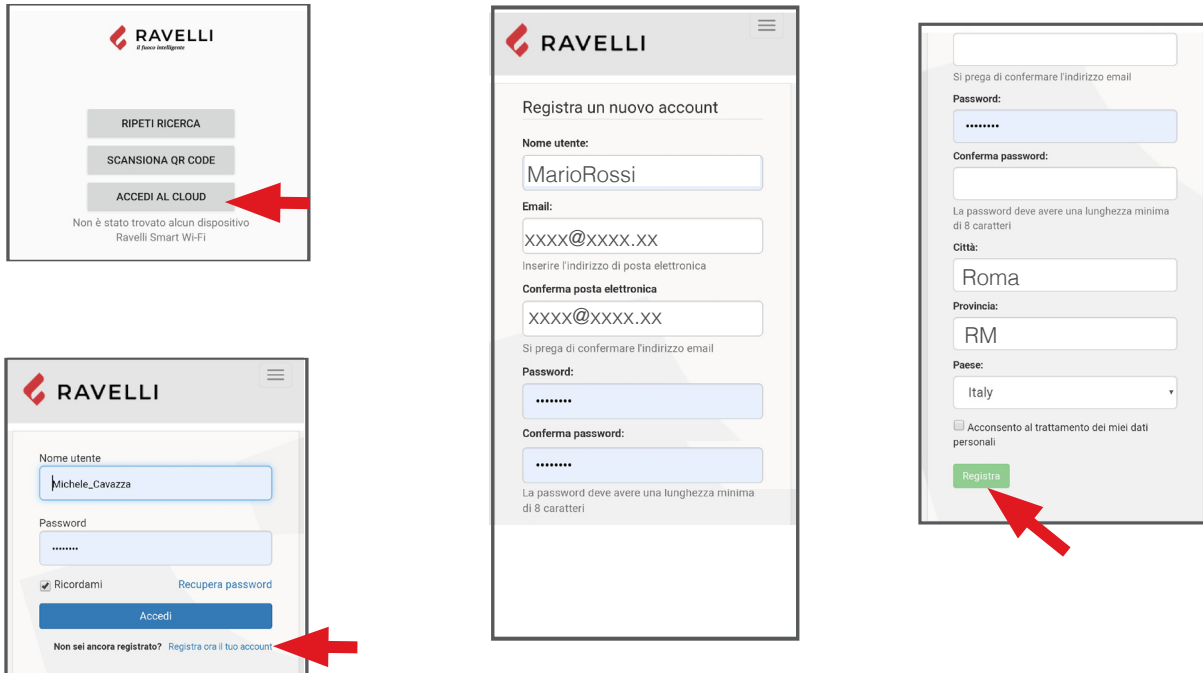 RAVELLI
il fuoco intelligente
RIPETI RICERCA
SCANSIONA QR CODE
ACCEDI AL CLOUD
Non è stato trovato alcun dispositivo
Ravelli Smart Wi-Fi
RAVELLI
Nome utente
Michele_Cavazza
Password
••••••••
Ricordami
Recupera password
Accedi
Non sei ancora registrato? Registra ora il tuo account
RAVELLI
Registra un nuovo account
Nome utente:
MarioRossi
Email:
xxxx@xxxx.xx
Inserire l'indirizzo di posta elettronica
Conferma posta elettronica
xxxx@xxxx.xx
Si prega di confermare l'indirizzo email
Password:
••••••••
Conferma password:
••••••••
La password deve avere una lunghezza minima
di 8 caratteri
Si prega di confermare l'indirizzo email
Password:
••••••••
Conferma password:
La password deve avere una lunghezza minima
di 8 caratteri
Città:
Roma
Provincia:
RM
Paese:
Italy
Acconsento al trattamento dei miei dati
personali
Registra